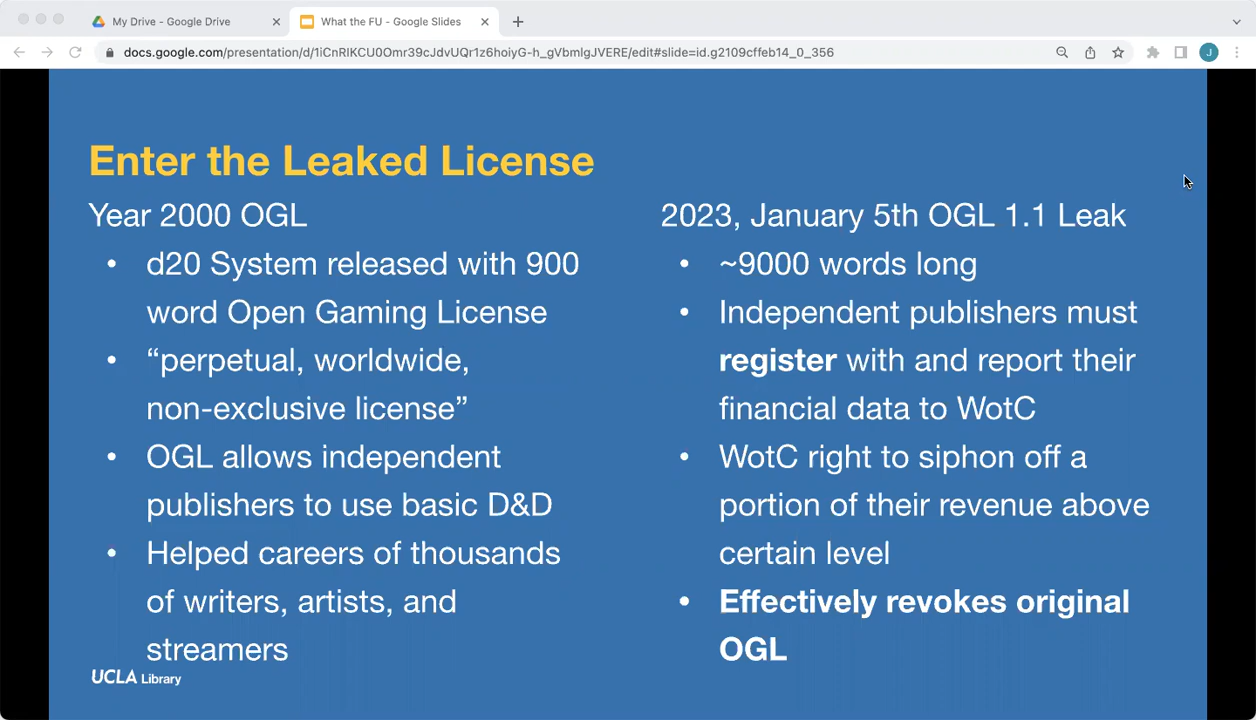 My Drive - Google Drive
What the FU - Google Slides
docs.google.com/presentation/d/1iCnRIKCU0Omr39cJdvUQr1z6hoiyG-h_gVbmlgJVERE/edit#slide=id.g2109cffeb14_0_356
J
Enter the Leaked License
Year 2000 OGL
• d20 System released with 900
word Open Gaming License
• “perpetual, worldwide,
non-exclusive license”
• OGL allows independent
publishers to use basic D&D
• Helped careers of thousands
of writers, artists, and
streamers
2023, January 5th OGL 1.1 Leak
• ~9000 words long
• Independent publishers must
register with and report their
financial data to WotC
• WotC right to siphon off a
portion of their revenue above
certain level
• Effectively revokes original
OGL
UCLA Library